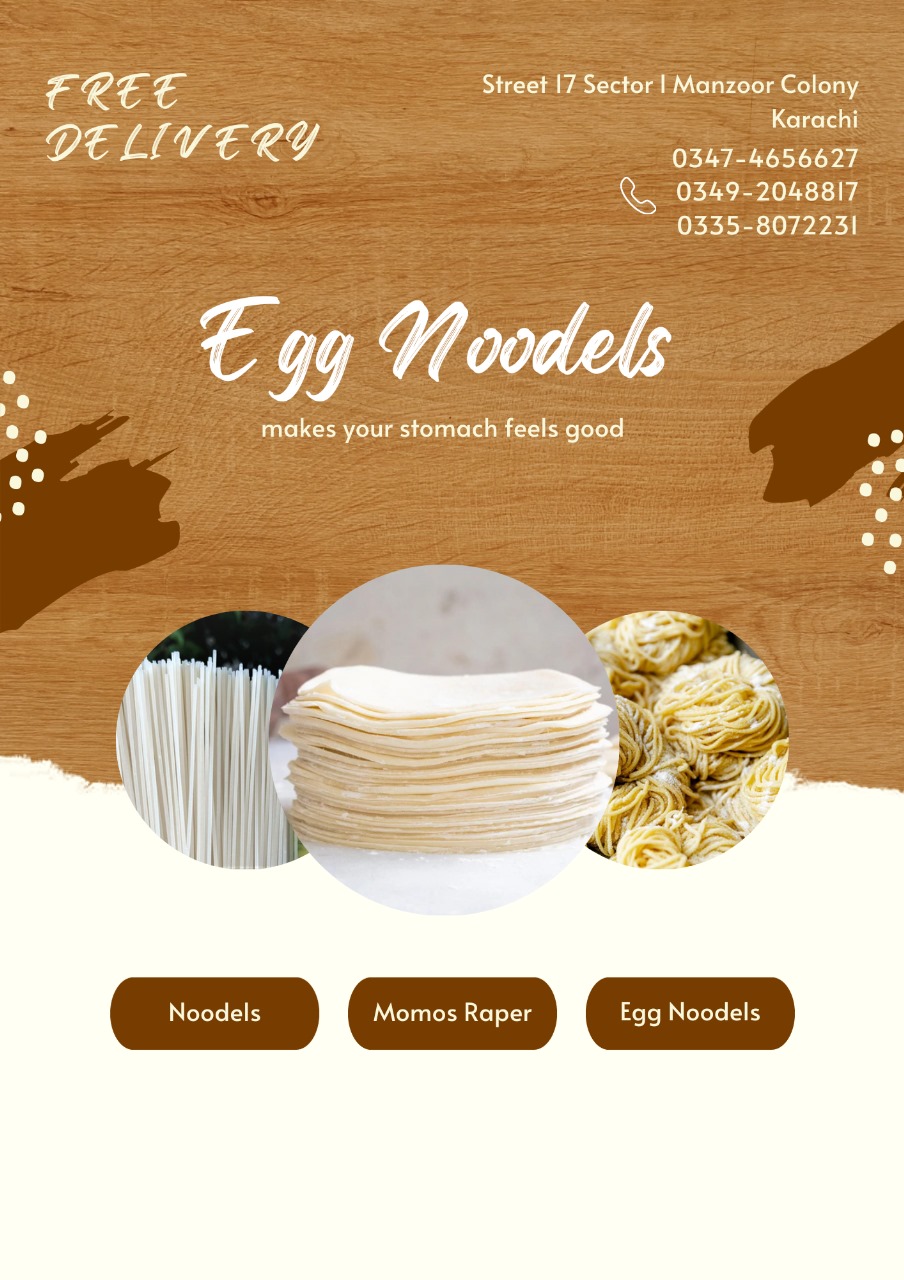 FREE
DELIVERY
Street 17 Sector 1 Manzoor Colony
Karachi
0347-4656627
0349-2048817
0335-8072231
Egg Noodels
makes your stomach feels good
Noodels
Momos Raper
Egg Noodels